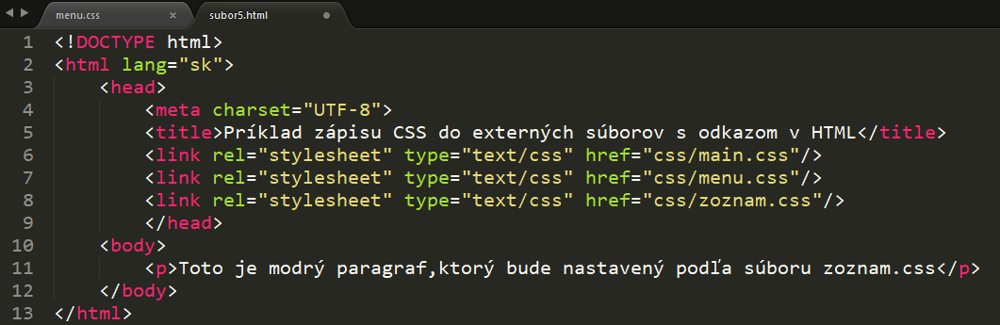 menu.css × subor5.html
1 <!DOCTYPE html>
2 <html lang="sk">
3     <head>
4         <meta charset="UTF-8">
5         <title>Príklad zápisu CSS do externých súborov s odkazom v HTML</title>
6         <link rel="stylesheet" type="text/css" href="css/main.css"/>
7         <link rel="stylesheet" type="text/css" href="css/menu.css"/>
8         <link rel="stylesheet" type="text/css" href="css/zoznam.css"/>
9         </head>
10     <body>
11         <p>Toto je modrý paragraf,ktorý bude nastavený podľa súboru zoznam.css</p>
12     </body>
13 </html>